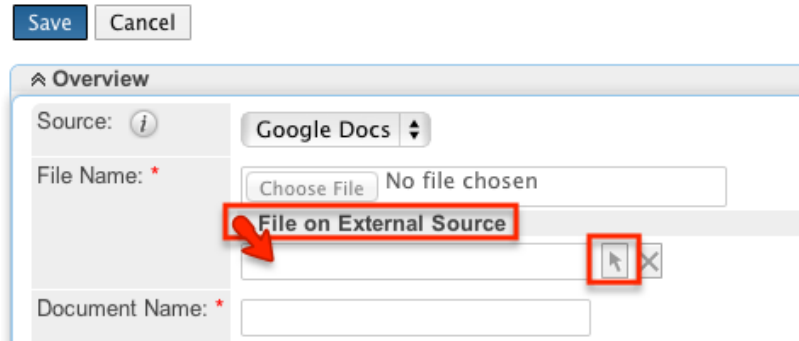 Save Cancel
Overview
Source: i Google Docs
File Name: * Choose File No file chosen
File on External Source
Document Name: *